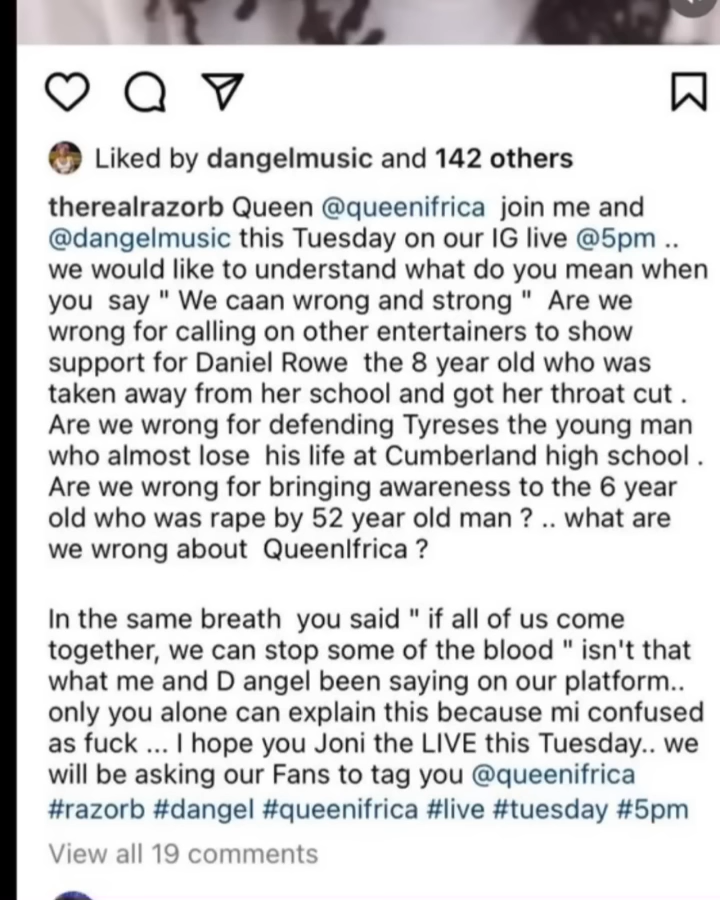 Liked by dangelmusic and 142 others
therealrazorb Queen @queenifrica join me and
@dangelmusic this Tuesday on our IG live @5pm ..
we would like to understand what do you mean when
you say " We caan wrong and strong " Are we
wrong for calling on other entertainers to show
support for Daniel Rowe the 8 year old who was
taken away from her school and got her throat cut .
Are we wrong for defending Tyreses the young man
who almost lose his life at Cumberland high school .
Are we wrong for bringing awareness to the 6 year
old who was rape by 52 year old man ? .. what are
we wrong about QueenIfrica ?
In the same breath you said " if all of us come
together, we can stop some of the blood " isn't that
what me and D angel been saying on our platform..
only you alone can explain this because mi confused
as fuck ... I hope you Joni the LIVE this Tuesday.. we
will be asking our Fans to tag you @queenifrica
#razorb #dangel #queenifrica #live #tuesday #5pm
View all 19 comments